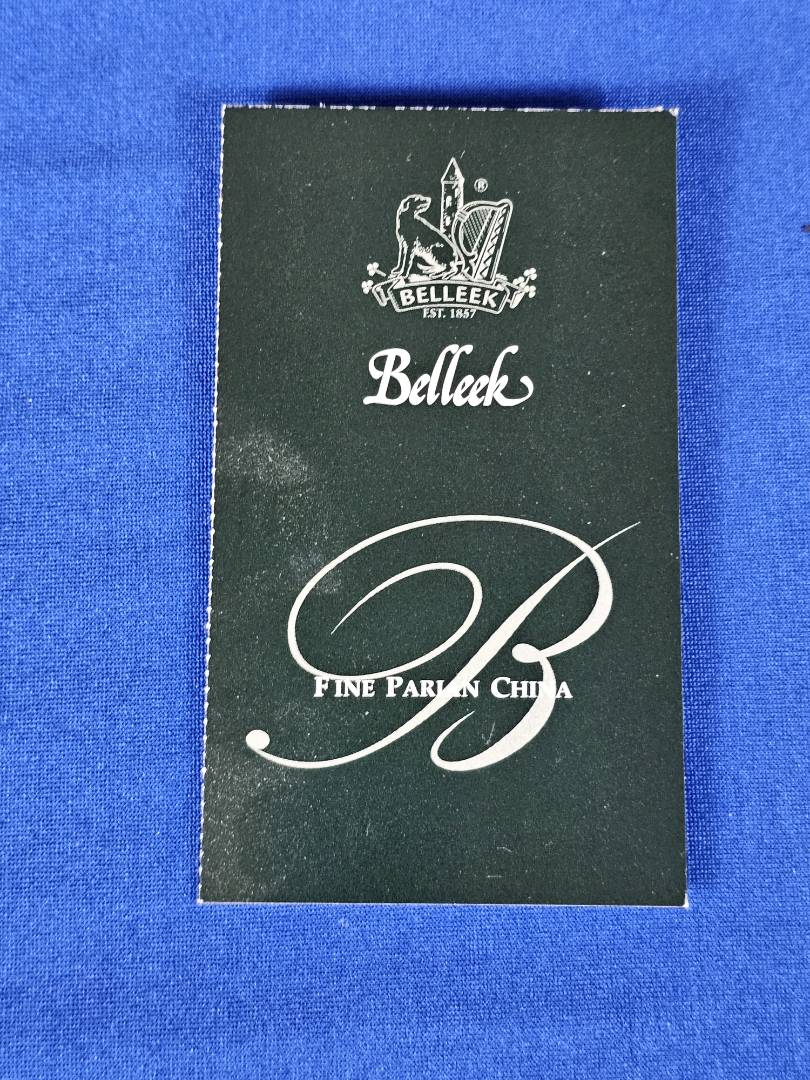 ®
BELLEEK
EST. 1857
Belleek
B
FINE PARIAN CHINA